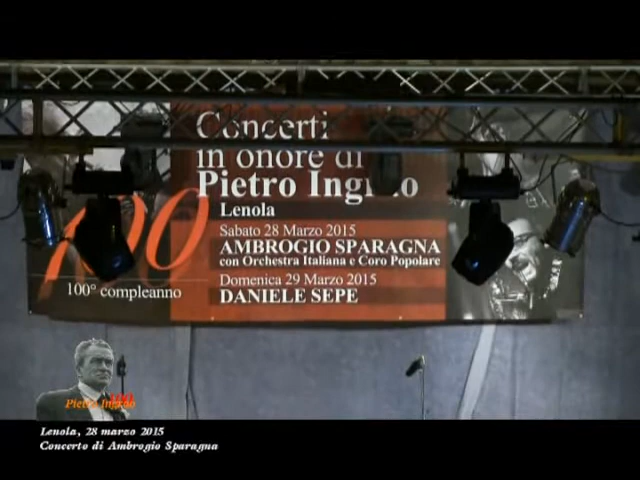 Concerti
in onore di
Pietro Ingrao
Lenola
Sabato 28 Marzo 2015
AMBROGIO SPARAGNA
con Orchestra Italiana e Coro Popolare
Domenica 29 Marzo 2015
DANIELE SEPE
100
100° compleanno
Pietro Ingrao
Lenola, 28 marzo 2015
Concerto di Ambrogio Sparagna